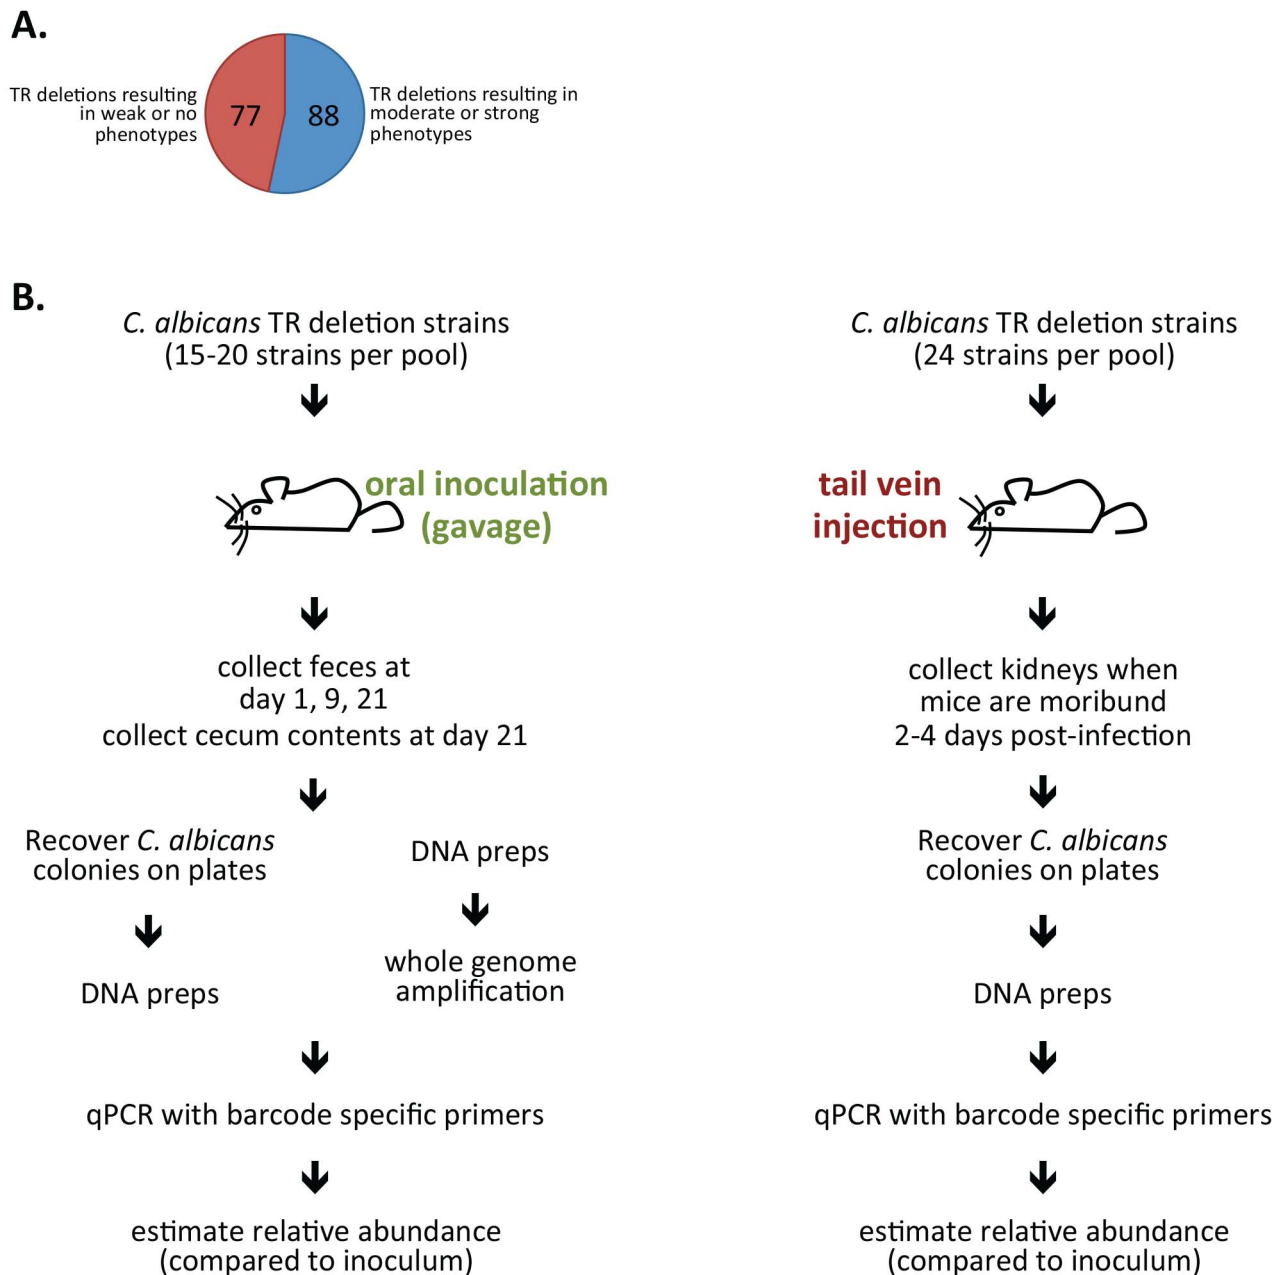 A.
TR deletions resulting
in weak or no
phenotypes
77
88
TR deletions resulting in
moderate or strong
phenotypes
B.
C. albicans TR deletion strains
(15-20 strains per pool)
oral inoculation
(gavage)
collect feces at
day 1, 9, 21
collect cecum contents at day 21
Recover C. albicans
colonies on plates
DNA preps
DNA preps
whole genome
amplification
qPCR with barcode specific primers
estimate relative abundance
(compared to inoculum)
C. albicans TR deletion strains
(24 strains per pool)
tail vein
injection
collect kidneys when
mice are moribund
2-4 days post-infection
Recover C. albicans
colonies on plates
DNA preps
qPCR with barcode specific primers
estimate relative abundance
(compared to inoculum)